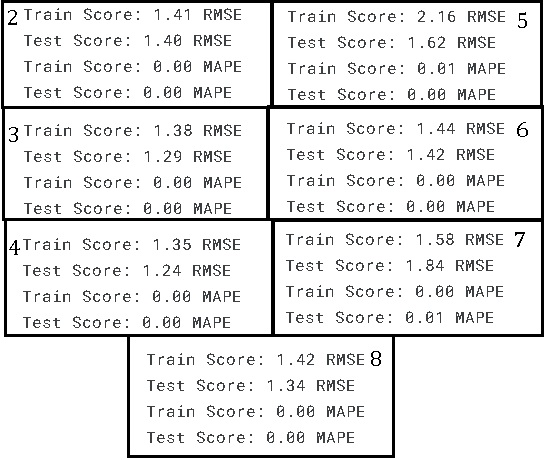 2 Train Score: 1.41 RMSE
Test Score: 1.40 RMSE
Train Score: 0.00 MAPE
Test Score: 0.00 MAPE
Train Score: 2.16 RMSE 5
Test Score: 1.62 RMSE
Train Score: 0.01 MAPE
Test Score: 0.00 MAPE
3 Train Score: 1.38 RMSE
Test Score: 1.29 RMSE
Train Score: 0.00 MAPE
Test Score: 0.00 MAPE
Train Score: 1.44 RMSE 6
Test Score: 1.42 RMSE
Train Score: 0.00 MAPE
Test Score: 0.00 MAPE
4 Train Score: 1.35 RMSE
Test Score: 1.24 RMSE
Train Score: 0.00 MAPE
Test Score: 0.00 MAPE
Train Score: 1.58 RMSE 7
Test Score: 1.84 RMSE
Train Score: 0.00 MAPE
Test Score: 0.01 MAPE
Train Score: 1.42 RMSE 8
Test Score: 1.34 RMSE
Train Score: 0.00 MAPE
Test Score: 0.00 MAPE